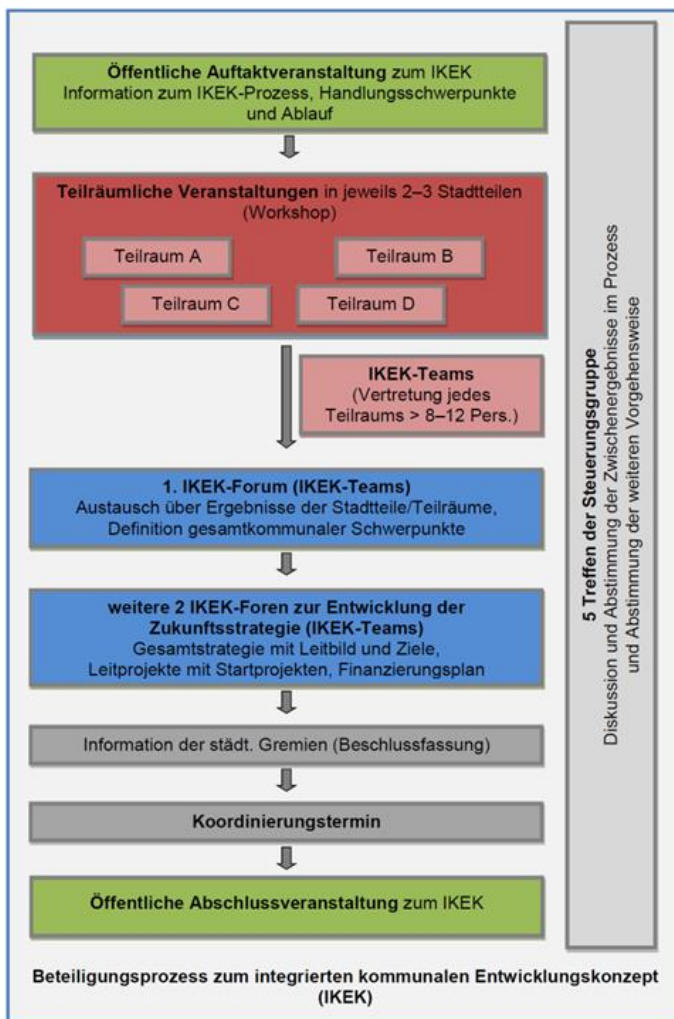 Öffentliche Auftaktveranstaltung zum IKEK
Information zum IKEK-Prozess, Handlungsschwerpunkte
und Ablauf
Teilräumliche Veranstaltungen in jeweils 2–3 Stadtteilen
(Workshop)
Teilraum A
Teilraum B
Teilraum C
Teilraum D
IKEK-Teams
(Vertretung jedes
Teilraums > 8–12 Pers.)
1. IKEK-Forum (IKEK-Teams)
Austausch über Ergebnisse der Stadtteile/Teilräume,
Definition gesamtkommunaler Schwerpunkte
weitere 2 IKEK-Foren zur Entwicklung der
Zukunftsstrategie (IKEK-Teams)
Gesamtstrategie mit Leitbild und Ziele,
Leitprojekte mit Startprojekten, Finanzierungsplan
Information der städt. Gremien (Beschlussfassung)
Koordinierungstermin
Öffentliche Abschlussveranstaltung zum IKEK
5 Treffen der Steuerungsgruppe
Diskussion und Abstimmung der Zwischenergebnisse im Prozess
und Abstimmung der weiteren Vorgehensweise
Beteiligungsprozess zum integrierten kommunalen Entwicklungskonzept
(IKEK)